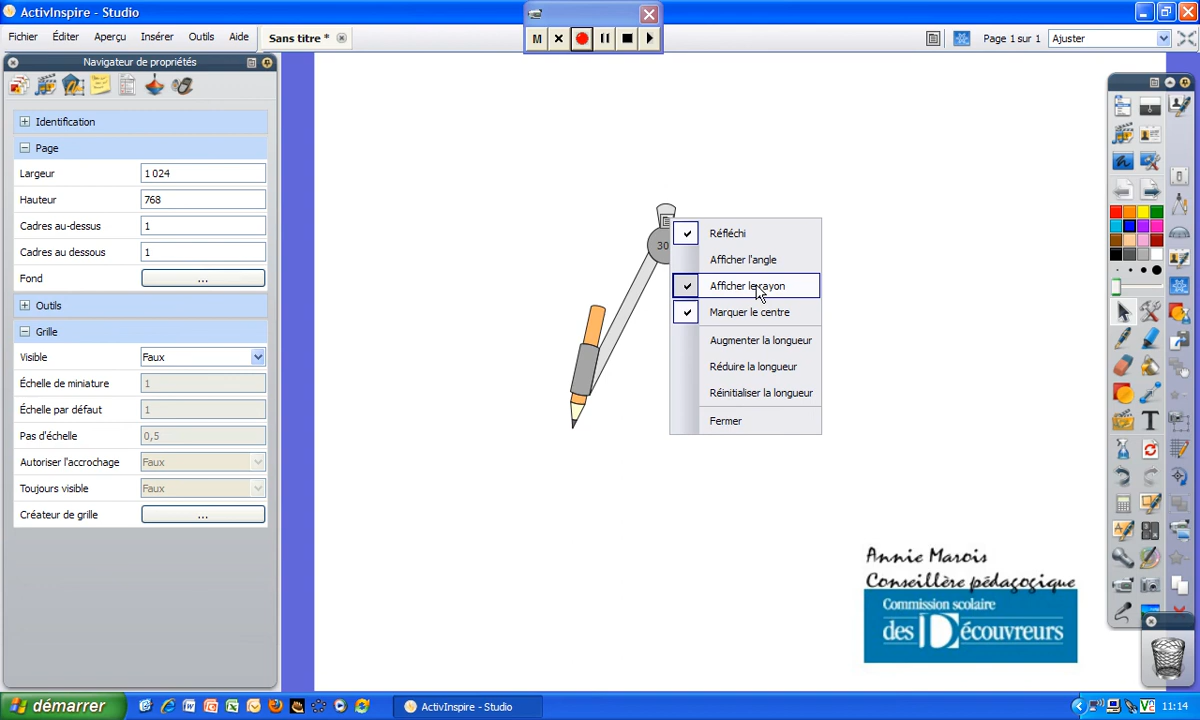 ActivInspire - Studio
Fichier Éditer Aperçu Insérer Outils Aide
Sans titre *
M
Page 1 sur 1
Ajuster
Navigateur de propriétés
Identification
Page
Largeur 1 024
Hauteur 768
Cadres au-dessus 1
Cadres au dessous 1
Fond ...
Outils
Grille
Visible Faux
Échelle de miniature 1
Échelle par défaut 1
Pas d'échelle 0,5
Autoriser l'accrochage Faux
Toujours visible Faux
Créateur de grille ...
30
Réfléchi
Afficher l'angle
Afficher le rayon
Marquer le centre
Augmenter la longueur
Réduire la longueur
Réinitialiser la longueur
Fermer
Annie Marois
Conseillère pédagogique
Commission scolaire
des Découvreurs
démarrer
ActivInspire - Studio
11:14